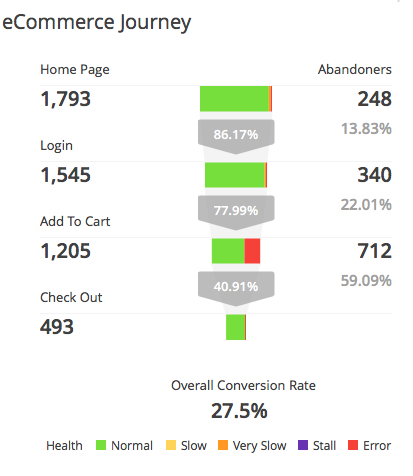 eCommerce Journey
Home Page Abandoners
1,793 248
86.17% 13.83%
Login
1,545 340
77.99% 22.01%
Add To Cart
1,205 712
40.91% 59.09%
Check Out
493
Overall Conversion Rate
27.5%
Health Normal Slow Very Slow Stall Error